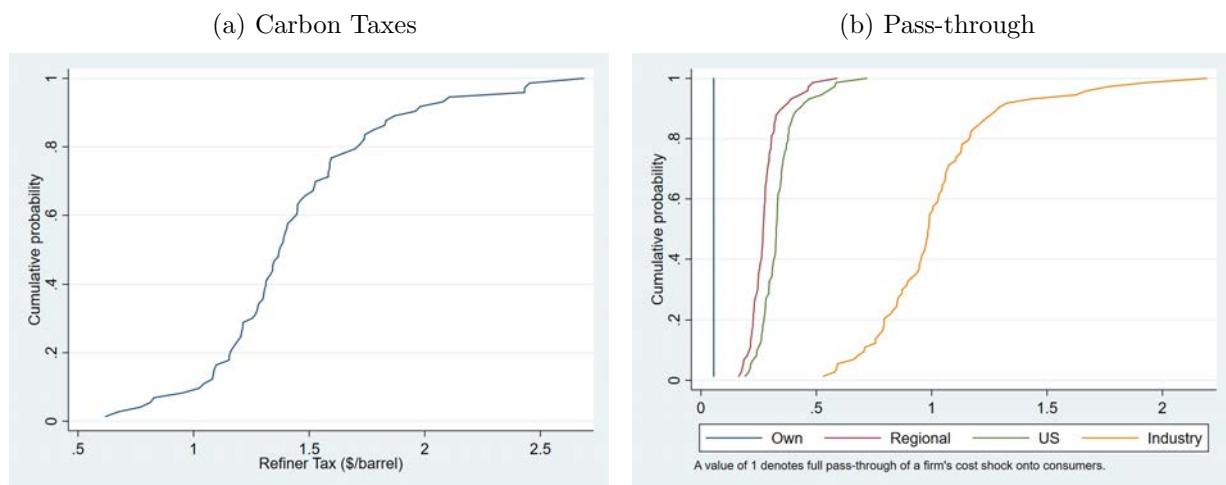 (a) Carbon Taxes
(b) Pass-through
Cumulative probability
0
.2
.4
.6
.8
1
.5
1
1.5
2
2.5
Refiner Tax ($/barrel)
Cumulative probability
0
.2
.4
.6
.8
1
0
.5
1
1.5
2
Own
Regional
US
Industry
A value of 1 denotes full pass-through of a firm's cost shock onto consumers.